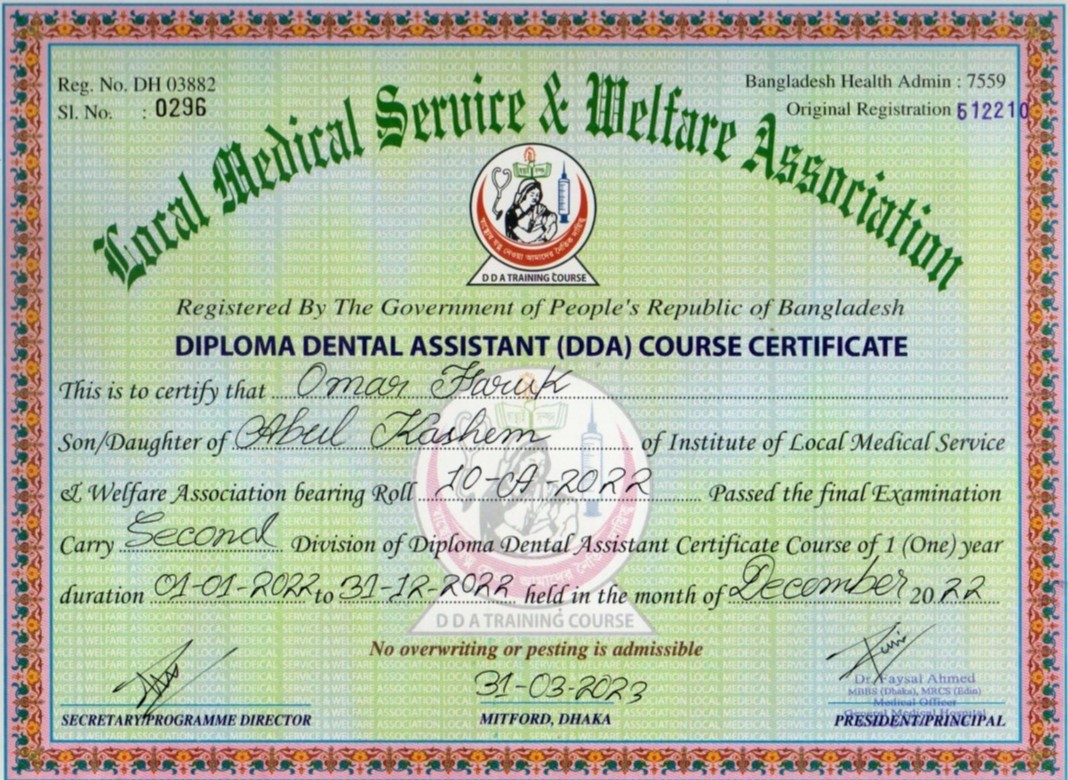 Reg. No. DH 03882
Sl. No. : 0296
Bangladesh Health Admin : 7559
Original Registration 512210
Local Medical Service & Welfare Association
D D A TRAINING COURSE
Registered By The Government of People's Republic of Bangladesh
DIPLOMA DENTAL ASSISTANT (DDA) COURSE CERTIFICATE
This is to certify that Omar Faruk
Son/Daughter of Abul Kashem of Institute of Local Medical Service
& Welfare Association bearing Roll 10-A-2022 Passed the final Examination
Carry Second Division of Diploma Dental Assistant Certificate Course of 1 (One) year
duration 01-01-2022 to 31-12-2022 held in the month of December 2022
D D A TRAINING COURSE
No overwriting or pesting is admissible
31-03-2023
Dr. Faysal Ahmed
MBBS (Dhaka), MRCS (Edin)
Medical Officer
General Medical Hospital
SECRETARY/PROGRAMME DIRECTOR
MITFORD, DHAKA
PRESIDENT/PRINCIPAL